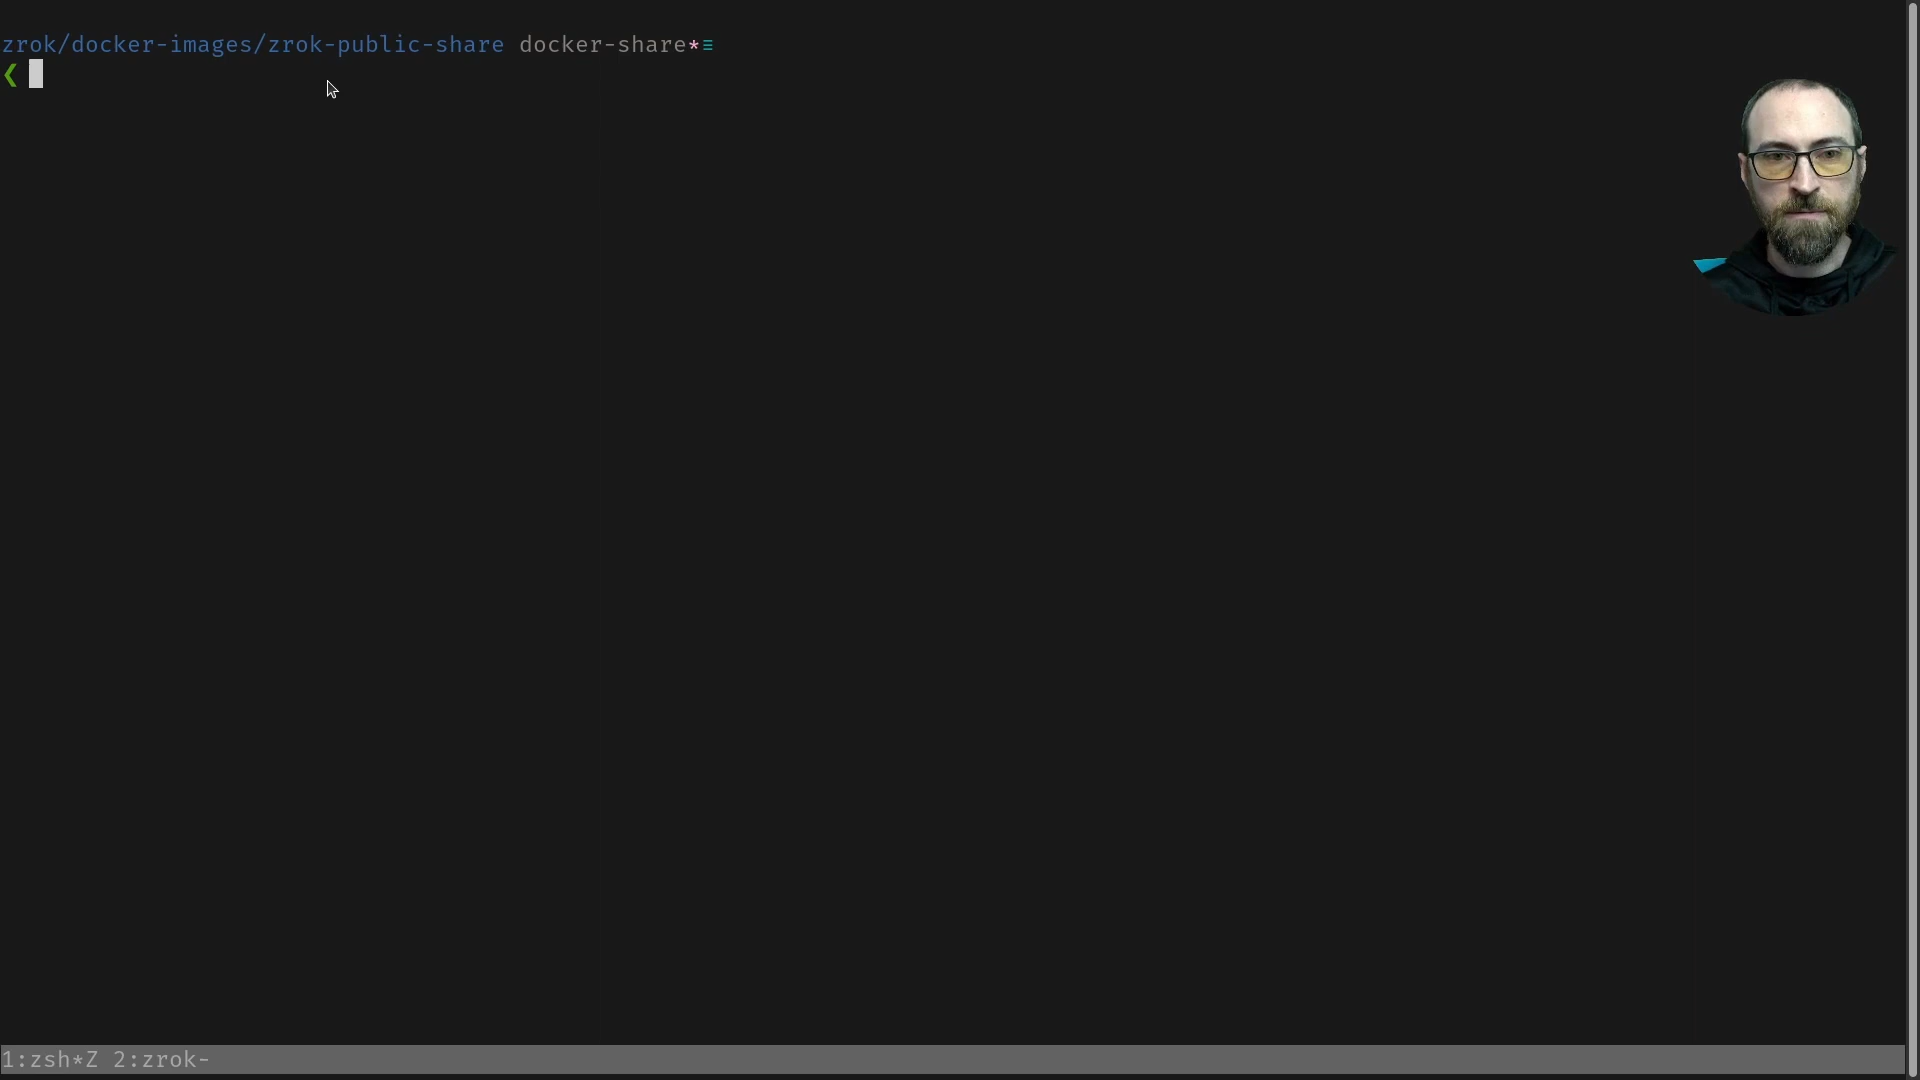 zrok/docker-images/zrok-public-share docker-share*≡
❮
1:zsh*Z 2:zrok-